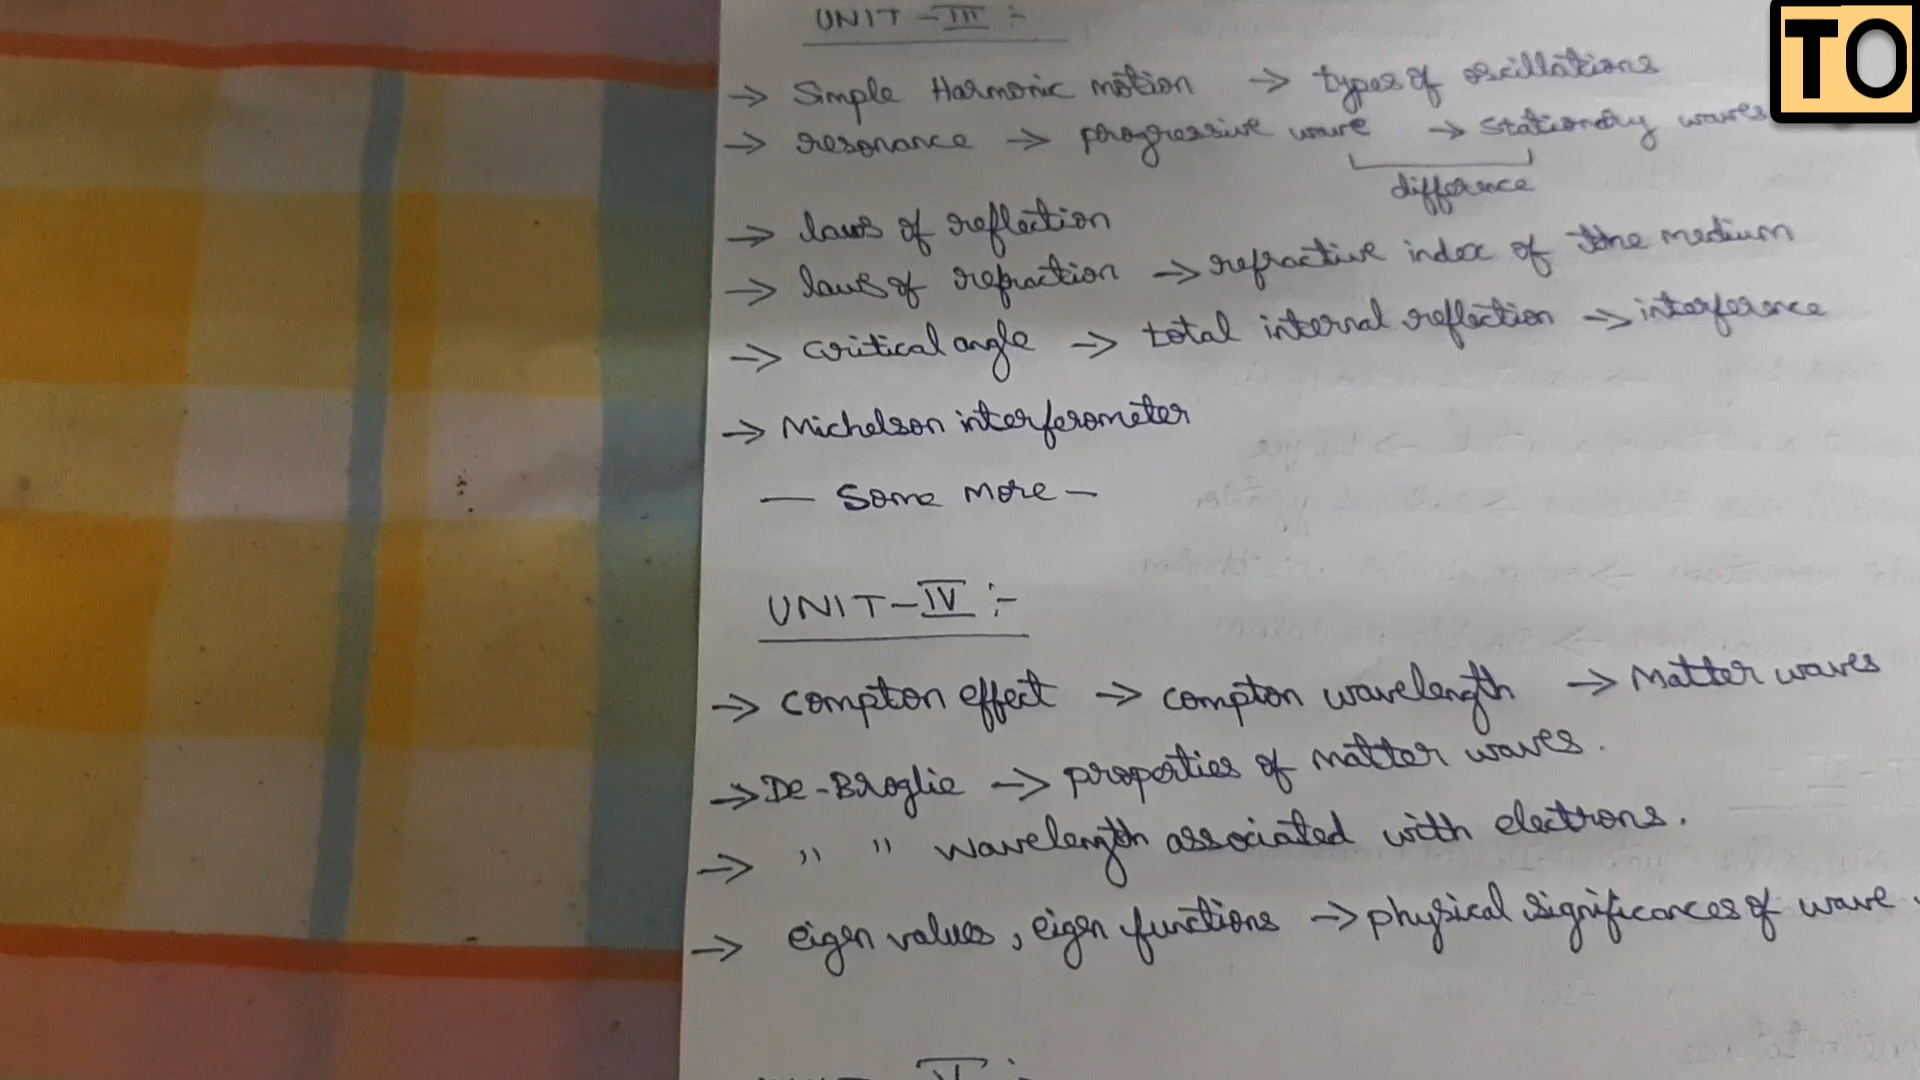 TO
UNIT-III :-
→ Simple Harmonic motion → types of oscillations
→ resonance → progressive wave → stationary waves
difference
→ laws of reflection
→ laws of refraction → refractive index of the medium
→ critical angle → total internal reflection → interference
→ Michelson interferometer
— Some more —
UNIT-IV :-
→ compton effect → compton wavelength → Matter waves
→ De-Broglie → properties of matter waves.
→ " " wavelength associated with electrons.
→ eigen values, eigen functions → physical significances of wave